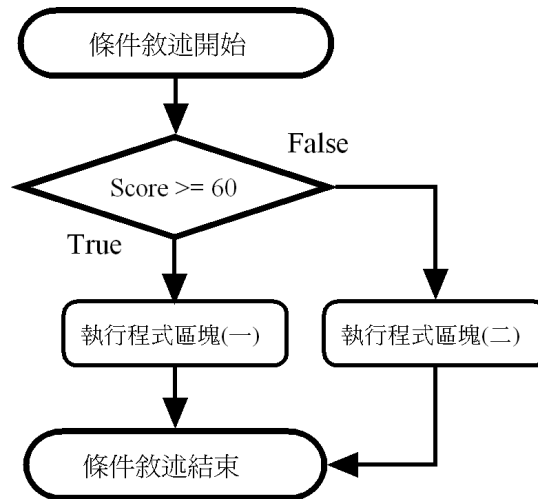 條件敘述開始
False
Score >= 60
True
執行程式區塊(一)
執行程式區塊(二)
條件敘述結束